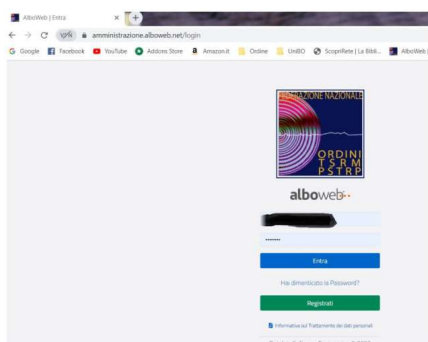 AlboWeb | Entra
VPN
amministrazione.alboweb.net/login
Google Facebook YouTube Addons Store Amazon.it Ordine UniBO ScopriRete | La Bibli... AlboWeb |
FEDERAZIONE NAZIONALE
ORDINI
TSRM
PSTRP
alboweb
Entra
Hai dimenticato la Password?
Registrati
Informativa sul Trattamento dei dati personali